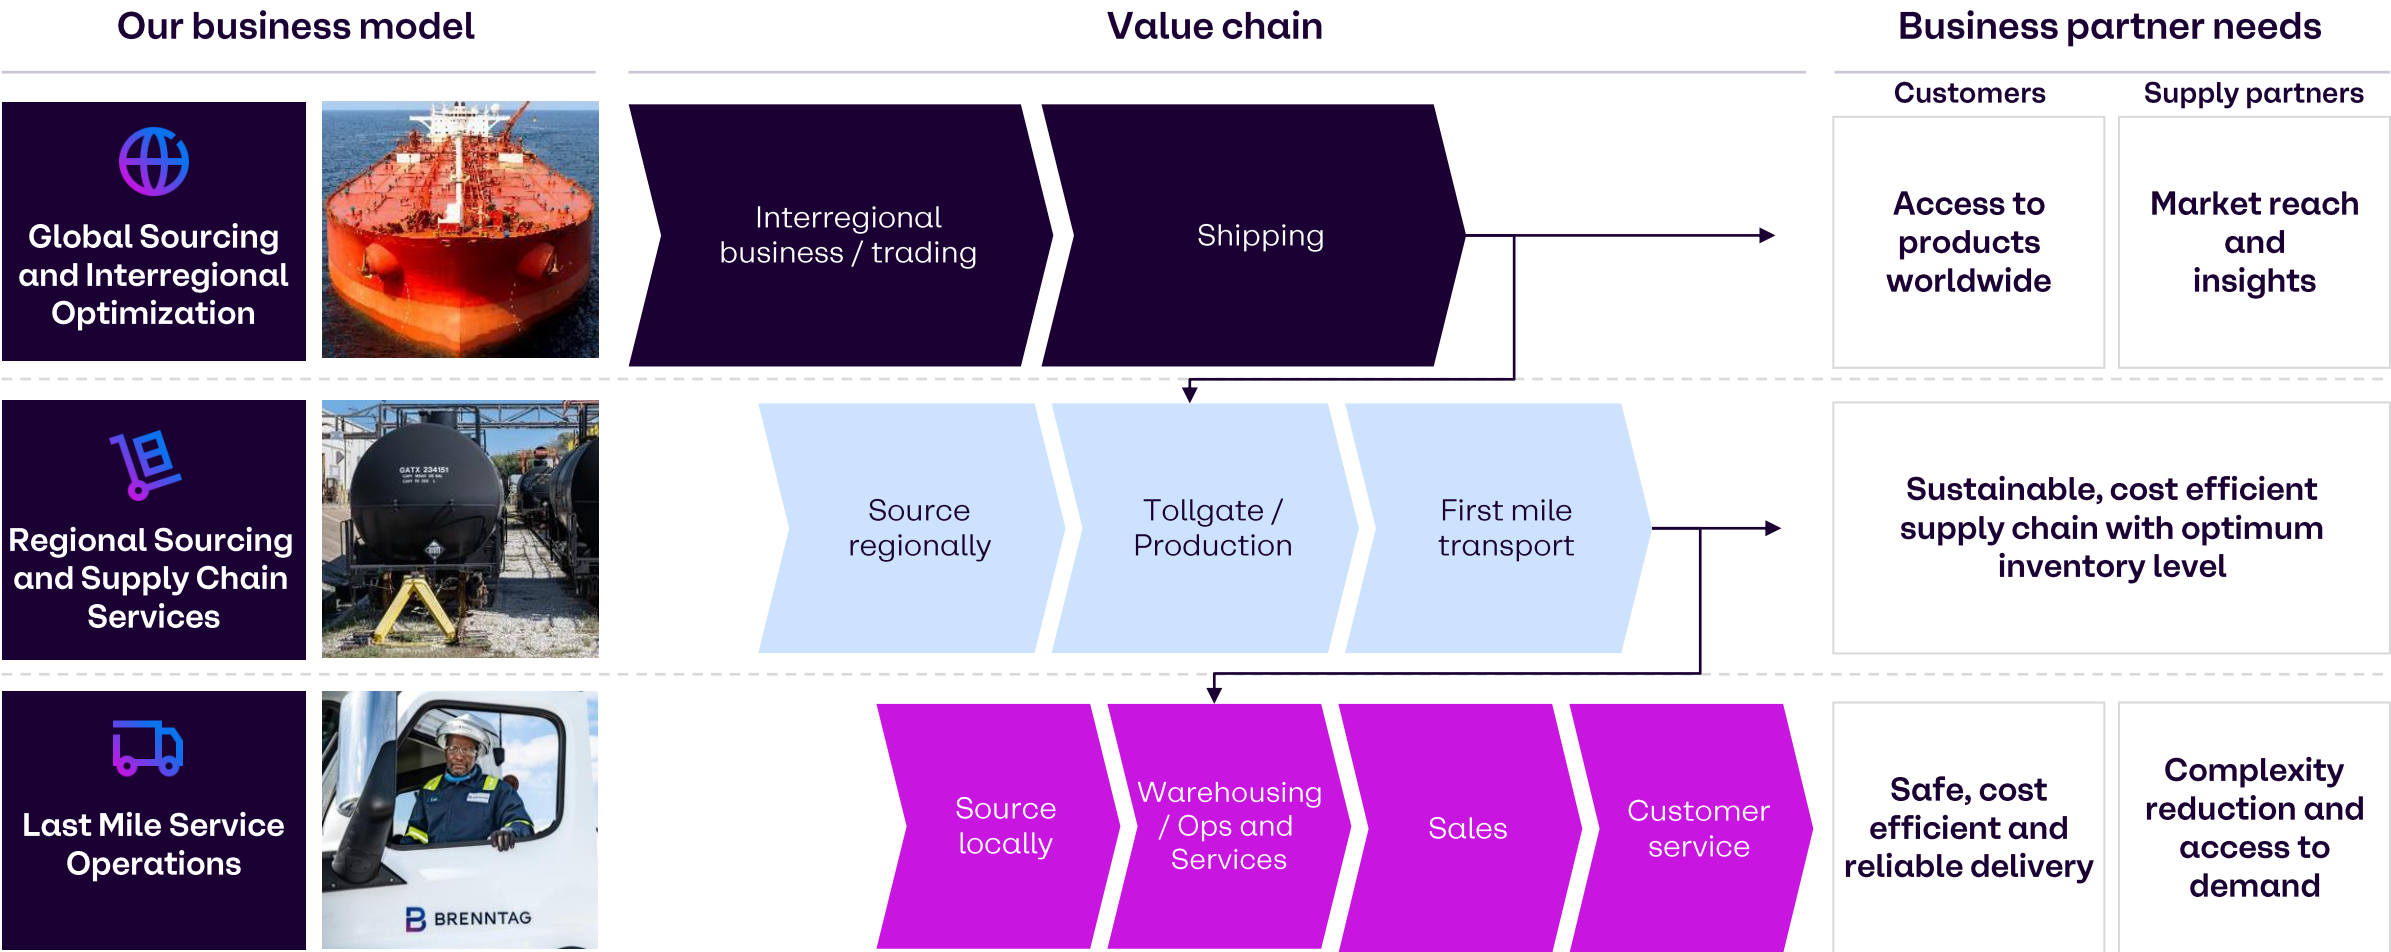 Our business model
Value chain
Business partner needs
Customers
Supply partners
Global Sourcing
and Interregional
Optimization
Interregional
business / trading
Shipping
Access to
products
worldwide
Market reach
and
insights
Regional Sourcing
and Supply Chain
Services
GATX 234151
Source
regionally
Tollgate /
Production
First mile
transport
Sustainable, cost efficient
supply chain with optimum
inventory level
Last Mile Service
Operations
BRENNTAG
Source
locally
Warehousing
/ Ops and
Services
Sales
Customer
service
Safe, cost
efficient and
reliable delivery
Complexity
reduction and
access to
demand